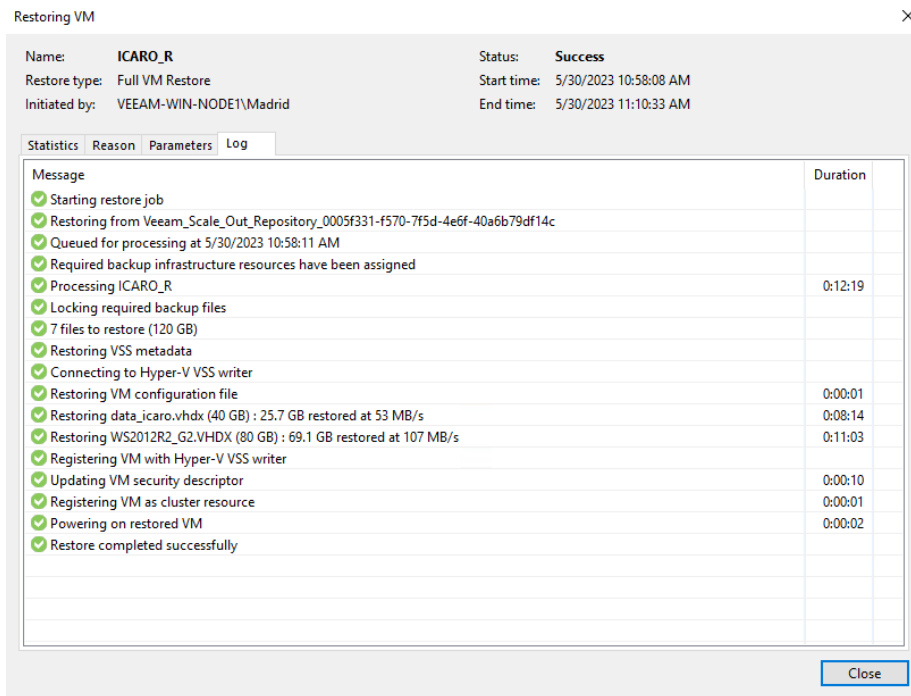 Restoring VM
Name: ICARO_R Status: Success
Restore type: Full VM Restore Start time: 5/30/2023 10:58:08 AM
Initiated by: VEEAM-WIN-NODE1\Madrid End time: 5/30/2023 11:10:33 AM
Statistics Reason Parameters Log
Message Duration
Starting restore job
Restoring from Veeam_Scale_Out_Repository_0005f331-f570-7f5d-4e6f-40a6b79df14c
Queued for processing at 5/30/2023 10:58:11 AM
Required backup infrastructure resources have been assigned
Processing ICARO_R 0:12:19
Locking required backup files
7 files to restore (120 GB)
Restoring VSS metadata
Connecting to Hyper-V VSS writer
Restoring VM configuration file 0:00:01
Restoring data_icaro.vhdx (40 GB) : 25.7 GB restored at 53 MB/s 0:08:14
Restoring WS2012R2_G2.VHDX (80 GB) : 69.1 GB restored at 107 MB/s 0:11:03
Registering VM with Hyper-V VSS writer
Updating VM security descriptor 0:00:10
Registering VM as cluster resource 0:00:01
Powering on restored VM 0:00:02
Restore completed successfully
Close